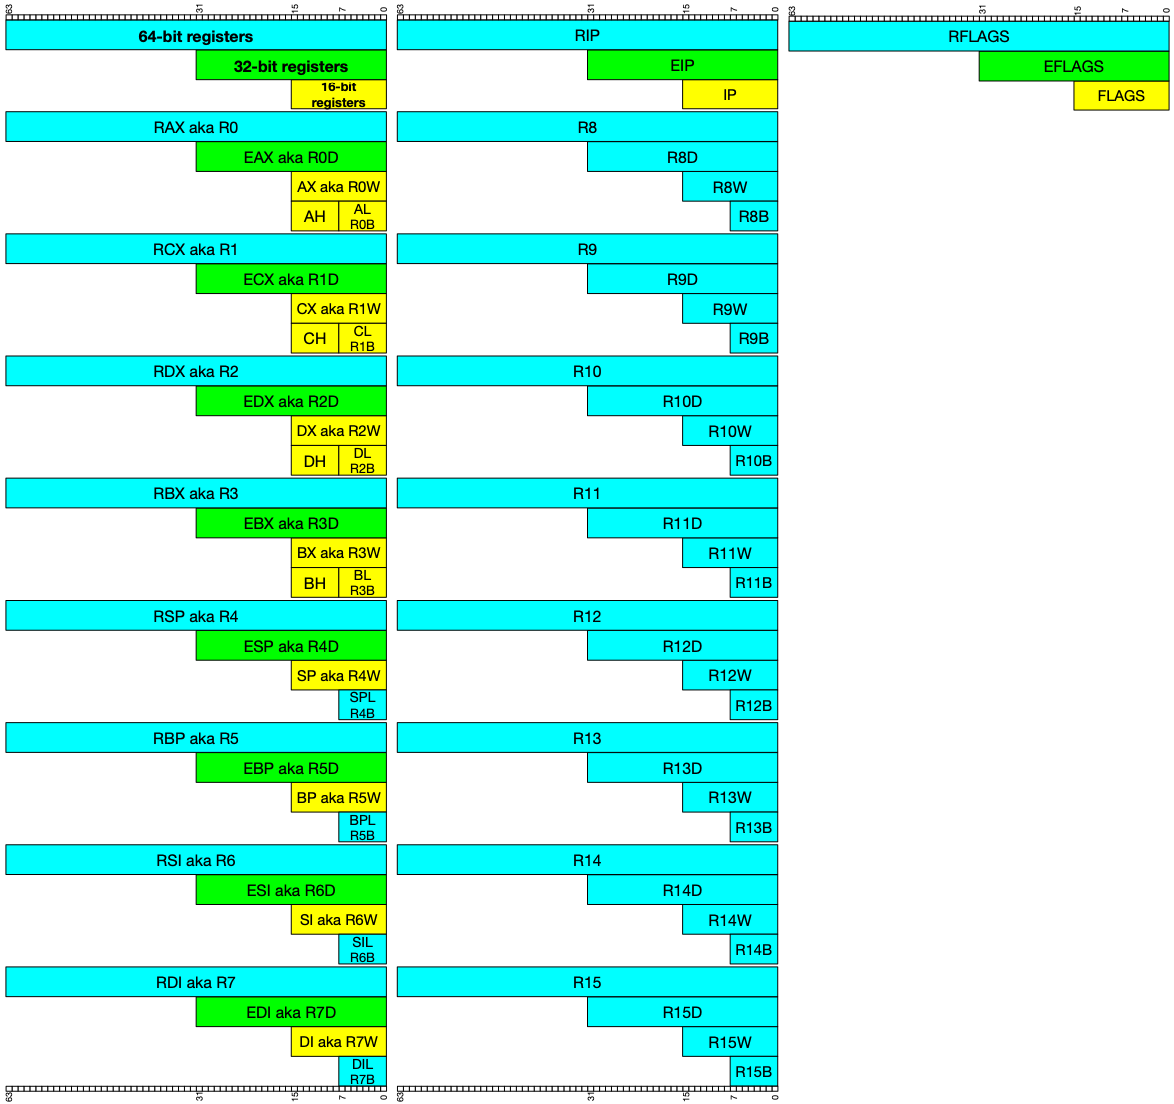 63 31 15 7 0
64-bit registers
32-bit registers
16-bit
registers
RAX aka R0
EAX aka R0D
AX aka R0W
AH
AL
R0B
RCX aka R1
ECX aka R1D
CX aka R1W
CH
CL
R1B
RDX aka R2
EDX aka R2D
DX aka R2W
DH
DL
R2B
RBX aka R3
EBX aka R3D
BX aka R3W
BH
BL
R3B
RSP aka R4
ESP aka R4D
SP aka R4W
SPL
R4B
RBP aka R5
EBP aka R5D
BP aka R5W
BPL
R5B
RSI aka R6
ESI aka R6D
SI aka R6W
SIL
R6B
RDI aka R7
EDI aka R7D
DI aka R7W
DIL
R7B
63 31 15 7 0
63 31 15 7 0
RIP
EIP
IP
R8
R8D
R8W
R8B
R9
R9D
R9W
R9B
R10
R10D
R10W
R10B
R11
R11D
R11W
R11B
R12
R12D
R12W
R12B
R13
R13D
R13W
R13B
R14
R14D
R14W
R14B
R15
R15D
R15W
R15B
63 31 15 7 0
63 31 15 7 0
RFLAGS
EFLAGS
FLAGS